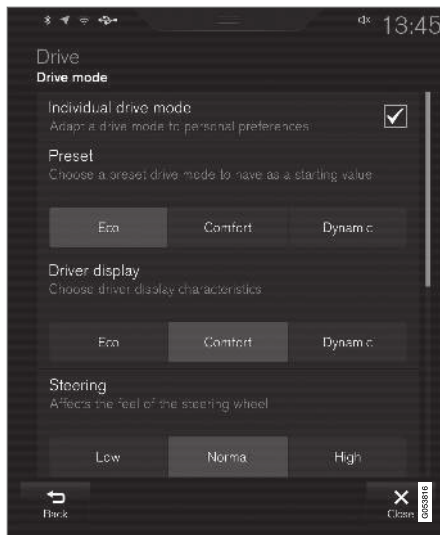 13:45
Drive
Drive mode
Individual drive mode
Adapt a drive mode to personal preferences
Preset
Choose a preset drive mode to have as a starting value
Eco Comfort Dynamic
Driver display
Choose driver display characteristics
Eco Comfort Dynamic
Steering
Affects the feel of the steering wheel
Low Normal High
Back Close
G053816